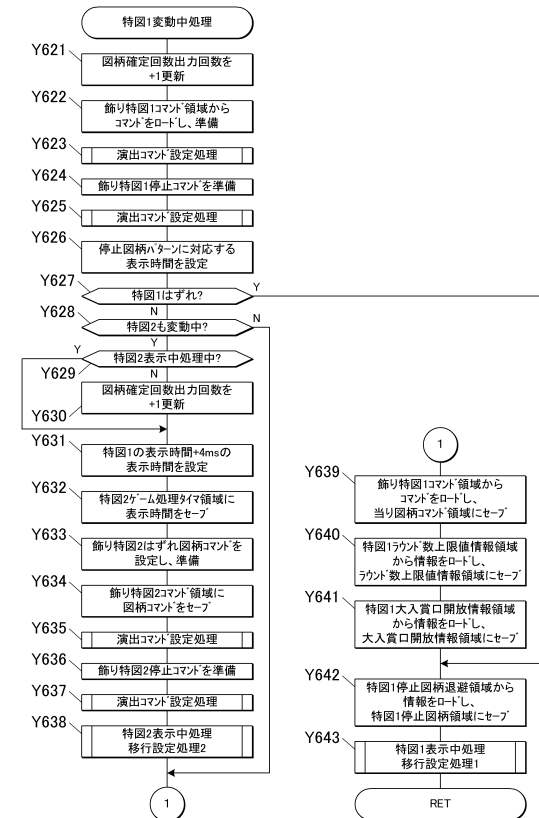 特図1変動中処理
Y621
図柄確定回数出力回数を
+1更新
Y622
飾り特図1コマンド領域から
コマンドをロードし、準備
Y623
演出コマンド設定処理
Y624
飾り特図1停止コマンドを準備
Y625
演出コマンド設定処理
Y626
停止図柄パターンに対応する
表示時間を設定
Y627
特図1はずれ?
Y
N
Y628
特図2も変動中?
N
Y
Y
特図2表示中処理中?
Y629
N
図柄確定回数出力回数を
+1更新
Y630
Y631
特図1の表示時間+4msの
表示時間を設定
Y632
特図2ゲーム処理タイマ領域に
表示時間をセーブ
Y633
飾り特図2はずれ図柄コマンドを
設定し、準備
Y634
飾り特図2コマンド領域に
図柄コマンドをセーブ
Y635
演出コマンド設定処理
Y636
飾り特図2停止コマンドを準備
Y637
演出コマンド設定処理
Y638
特図2表示中処理
移行設定処理2
1
1
Y639
飾り特図1コマンド領域から
コマンドをロードし、
当り図柄コマンド領域にセーブ
Y640
特図1ラウンド数上限値情報領域
から情報をロードし、
ラウンド数上限値情報領域にセーブ
Y641
特図1大入賞口開放情報領域
から情報をロードし、
大入賞口開放情報領域にセーブ
Y642
特図1停止図柄退避領域から
情報をロードし、
特図1停止図柄領域にセーブ
Y643
特図1表示中処理
移行設定処理1
RET